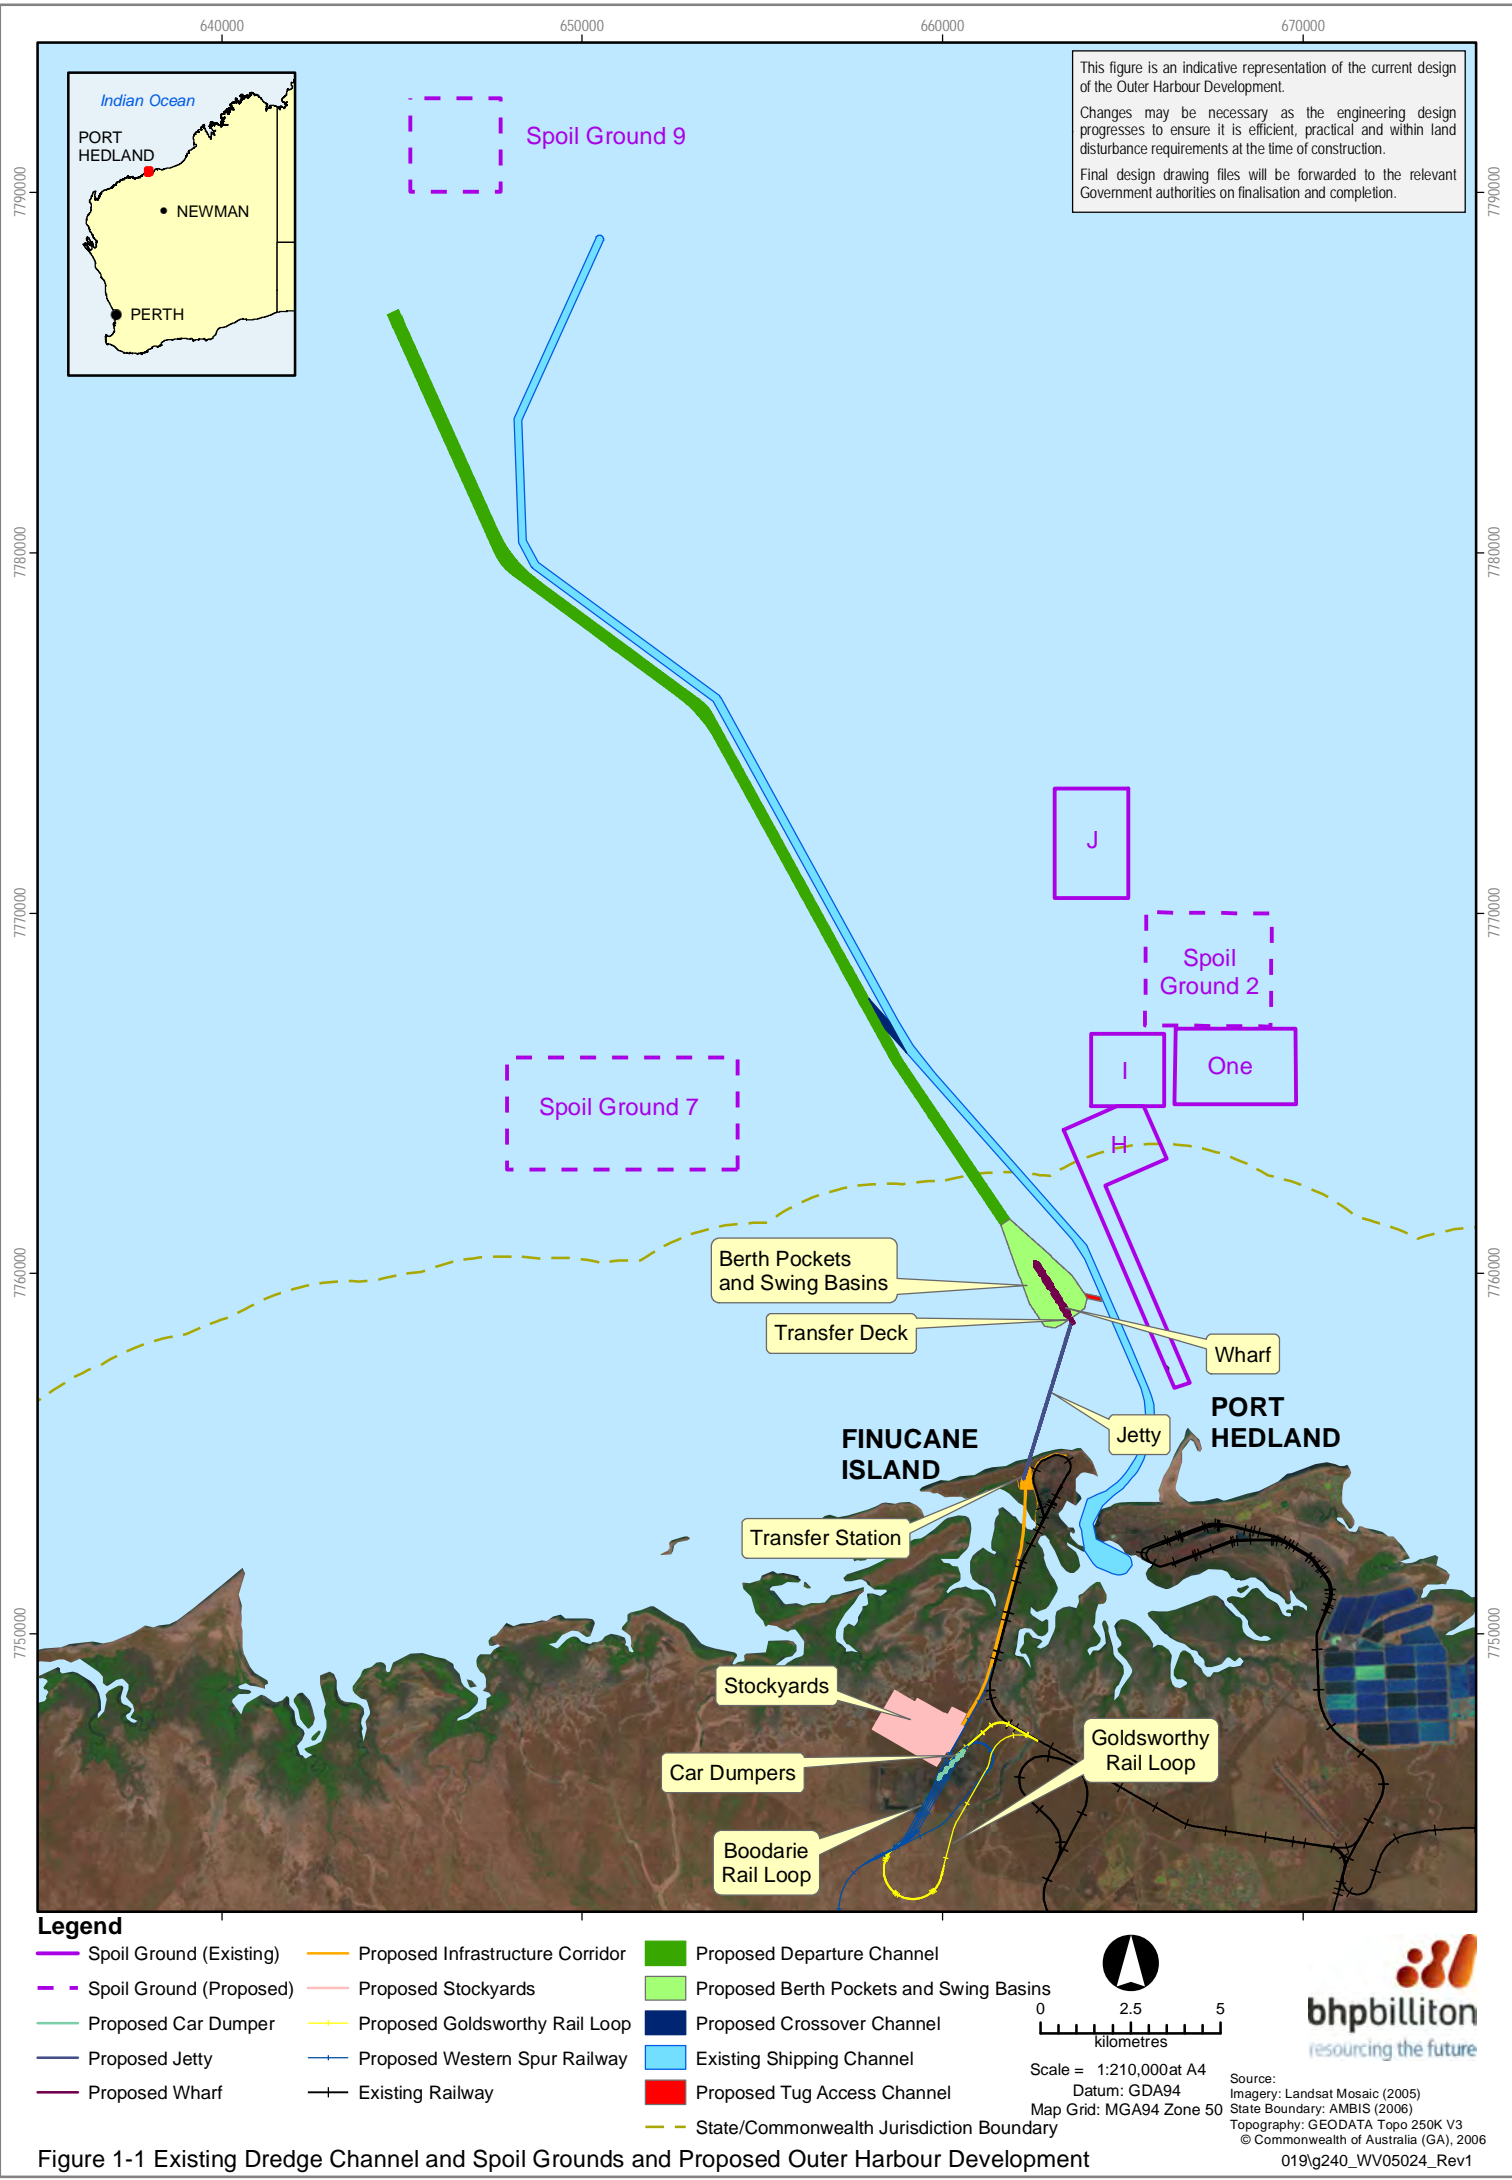 640000
650000
660000
670000
7790000
7790000
7780000
7780000
7770000
7770000
7760000
7760000
7750000
7750000
Indian Ocean
PORT
HEDLAND
NEWMAN
PERTH
This figure is an indicative representation of the current design
of the Outer Harbour Development.
Changes may be necessary as the engineering design
progresses to ensure it is efficient, practical and within land
disturbance requirements at the time of construction.
Final design drawing files will be forwarded to the relevant
Government authorities on finalisation and completion.
Spoil Ground 9
J
Spoil
Ground 2
I
One
Spoil Ground 7
H
Berth Pockets
and Swing Basins
Transfer Deck
Wharf
PORT
HEDLAND
Jetty
FINUCANE
ISLAND
Transfer Station
Stockyards
Goldsworthy
Rail Loop
Car Dumpers
Boodarie
Rail Loop
Legend
Spoil Ground (Existing)
Spoil Ground (Proposed)
Proposed Car Dumper
Proposed Jetty
Proposed Wharf
Proposed Infrastructure Corridor
Proposed Stockyards
Proposed Goldsworthy Rail Loop
Proposed Western Spur Railway
Existing Railway
Proposed Departure Channel
Proposed Berth Pockets and Swing Basins
Proposed Crossover Channel
Existing Shipping Channel
Proposed Tug Access Channel
State/Commonwealth Jurisdiction Boundary
0 2.5 5
kilometres
Scale = 1:210,000at A4
Datum: GDA94
Map Grid: MGA94 Zone 50
bhpbilliton
resourcing the future
Source:
Imagery: Landsat Mosaic (2005)
State Boundary: AMBIS (2006)
Topography: GEODATA Topo 250K V3
© Commonwealth of Australia (GA), 2006
019\g240_WV05024_Rev1
Figure 1-1 Existing Dredge Channel and Spoil Grounds and Proposed Outer Harbour Development